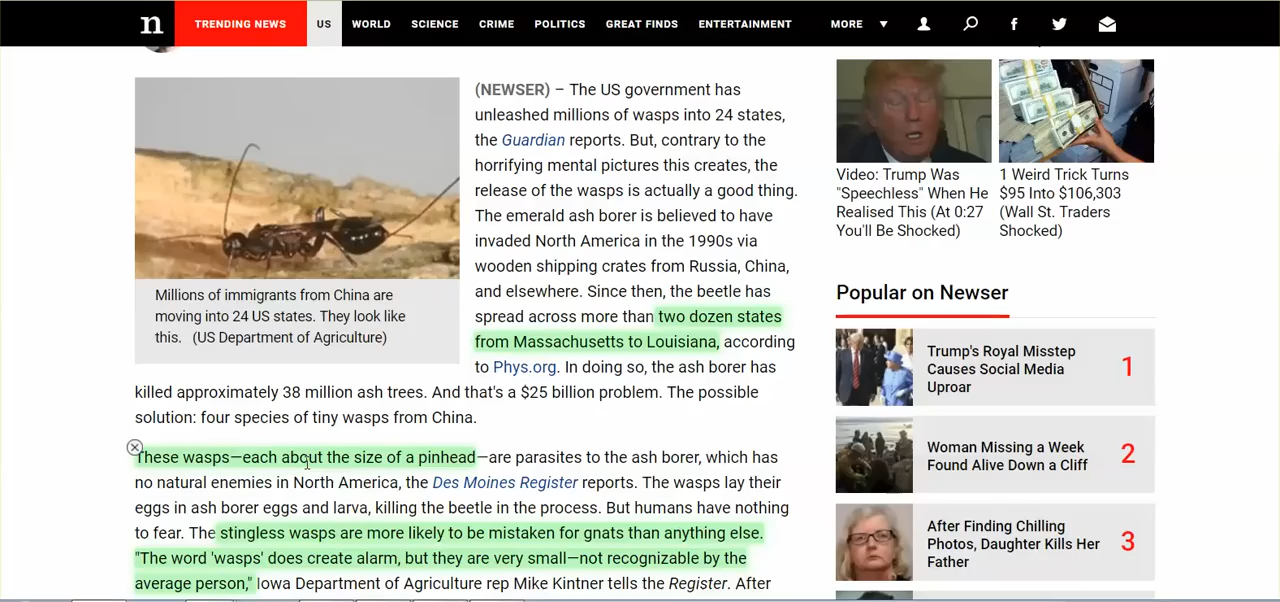 n
TRENDING NEWS
US
WORLD
SCIENCE
CRIME
POLITICS
GREAT FINDS
ENTERTAINMENT
MORE
(NEWSER) – The US government has
unleashed millions of wasps into 24 states,
the Guardian reports. But, contrary to the
horrifying mental pictures this creates, the
release of the wasps is actually a good thing.
The emerald ash borer is believed to have
invaded North America in the 1990s via
wooden shipping crates from Russia, China,
and elsewhere. Since then, the beetle has
spread across more than two dozen states
from Massachusetts to Louisiana, according
to Phys.org. In doing so, the ash borer has
killed approximately 38 million ash trees. And that's a $25 billion problem. The possible
solution: four species of tiny wasps from China.
Millions of immigrants from China are
moving into 24 US states. They look like
this. (US Department of Agriculture)
These wasps—each about the size of a pinhead—are parasites to the ash borer, which has
no natural enemies in North America, the Des Moines Register reports. The wasps lay their
eggs in ash borer eggs and larva, killing the beetle in the process. But humans have nothing
to fear. The stingless wasps are more likely to be mistaken for gnats than anything else.
"The word 'wasps' does create alarm, but they are very small—not recognizable by the
average person," Iowa Department of Agriculture rep Mike Kintner tells the Register. After
Video: Trump Was
"Speechless" When He
Realised This (At 0:27
You'll Be Shocked)
1 Weird Trick Turns
$95 Into $106,303
(Wall St. Traders
Shocked)
Popular on Newser
Trump's Royal Misstep
Causes Social Media
Uproar
1
Woman Missing a Week
Found Alive Down a Cliff
2
After Finding Chilling
Photos, Daughter Kills Her
Father
3